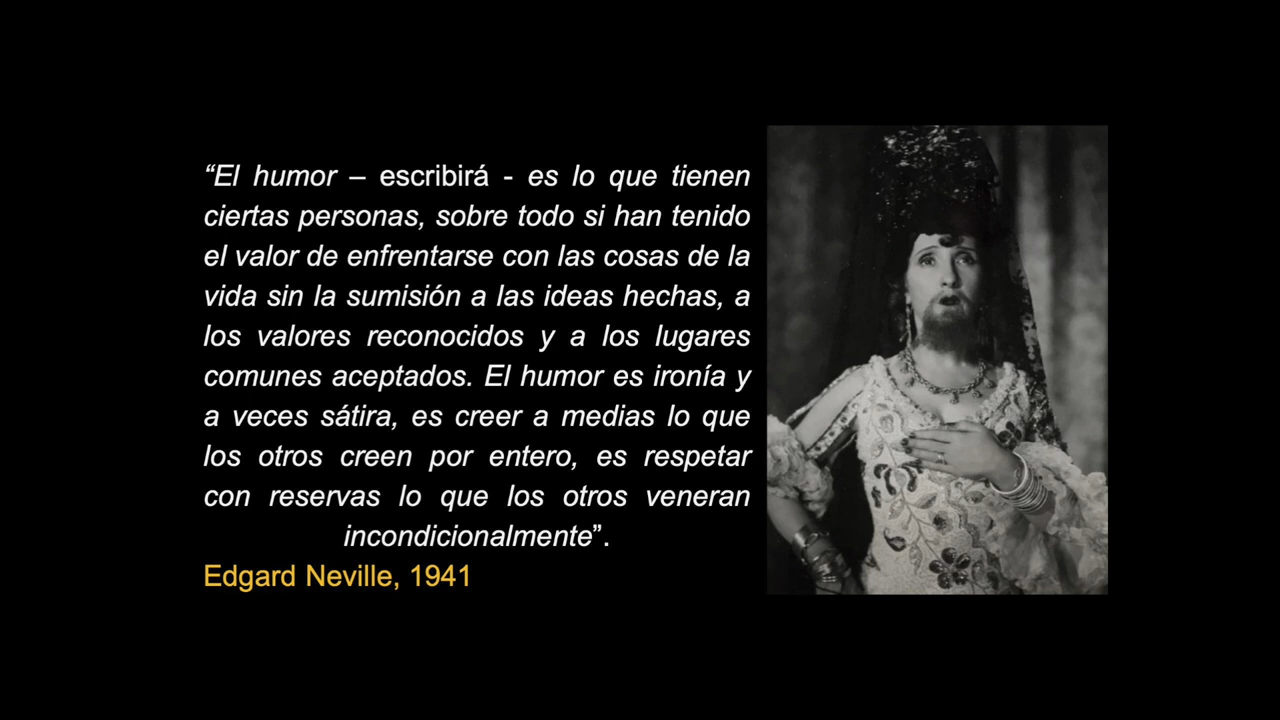 “El humor – escribirá - es lo que tienen
ciertas personas, sobre todo si han tenido
el valor de enfrentarse con las cosas de la
vida sin la sumisión a las ideas hechas, a
los valores reconocidos y a los lugares
comunes aceptados. El humor es ironía y
a veces sátira, es creer a medias lo que
los otros creen por entero, es respetar
con reservas lo que los otros veneran
incondicionalmente”.
Edgard Neville, 1941